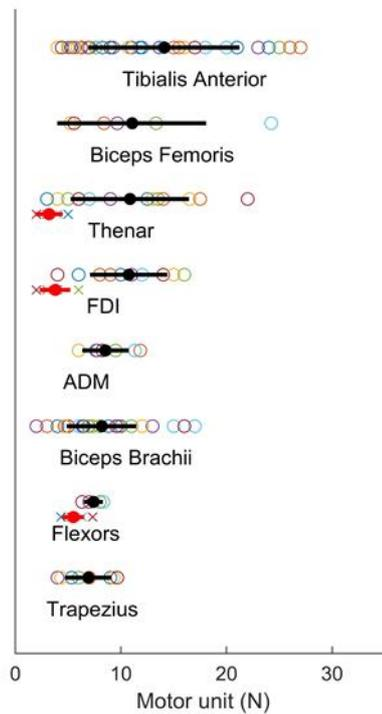 Tibialis Anterior
Biceps Femoris
Thenar
FDI
ADM
Biceps Brachii
Flexors
Trapezius
0 10 20 30
Motor unit (N)